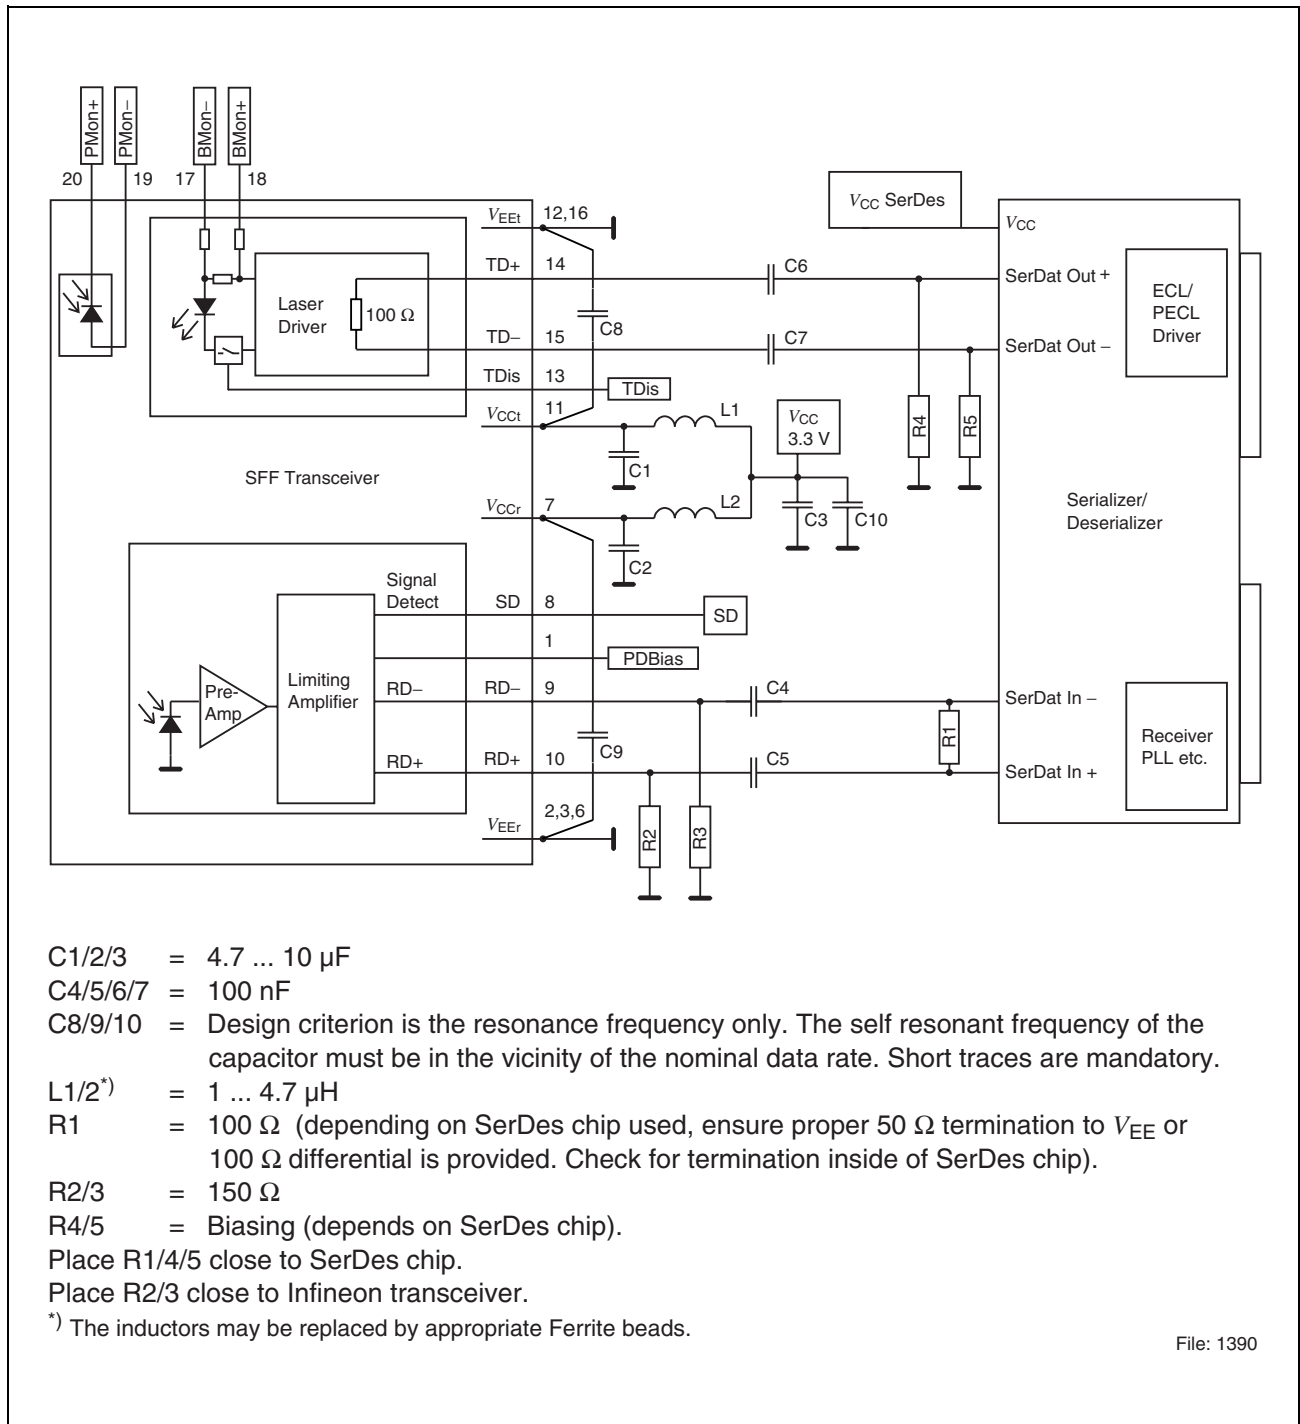 PMon+
PMon−
BMon−
BMon+
20
19
17
18
VEEt
12,16
VCC SerDes
VCC
TD+
14
C6
SerDat Out +
ECL/
PECL
Driver
Laser
Driver
100 Ω
C8
TD−
15
C7
SerDat Out −
TDis
13
TDis
VCCt
11
L1
VCC
3.3 V
R4
R5
C1
SFF Transceiver
VCCr
7
L2
C3
C10
Serializer/
Deserializer
C2
Signal
Detect
SD
8
SD
1
PDBias
Pre-
Amp
Limiting
Amplifier
RD−
RD−
9
C4
SerDat In −
R1
Receiver
PLL etc.
C9
RD+
RD+
10
C5
SerDat In +
VEEr
2,3,6
R2
R3
C1/2/3 = 4.7 ... 10 µF
C4/5/6/7 = 100 nF
C8/9/10 = Design criterion is the resonance frequency only. The self resonant frequency of the
capacitor must be in the vicinity of the nominal data rate. Short traces are mandatory.
L1/2*) = 1 ... 4.7 µH
R1 = 100 Ω (depending on SerDes chip used, ensure proper 50 Ω termination to VEE or
100 Ω differential is provided. Check for termination inside of SerDes chip).
R2/3 = 150 Ω
R4/5 = Biasing (depends on SerDes chip).
Place R1/4/5 close to SerDes chip.
Place R2/3 close to Infineon transceiver.
*) The inductors may be replaced by appropriate Ferrite beads.
File: 1390